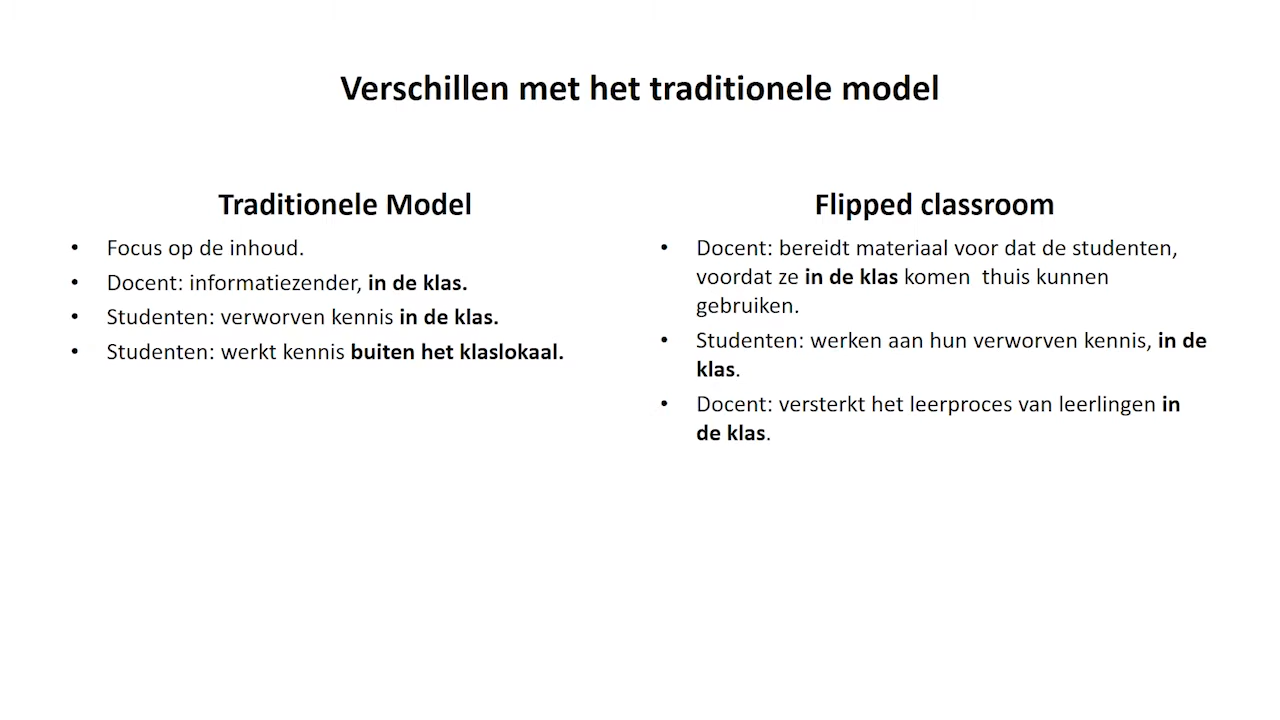 Verschillen met het traditionele model
Traditionele Model
• Focus op de inhoud.
• Docent: informatiezender, in de klas.
• Studenten: verworven kennis in de klas.
• Studenten: werkt kennis buiten het klaslokaal.
Flipped classroom
• Docent: bereidt materiaal voor dat de studenten,
voordat ze in de klas komen  thuis kunnen
gebruiken.
• Studenten: werken aan hun verworven kennis, in de
klas.
• Docent: versterkt het leerproces van leerlingen in
de klas.